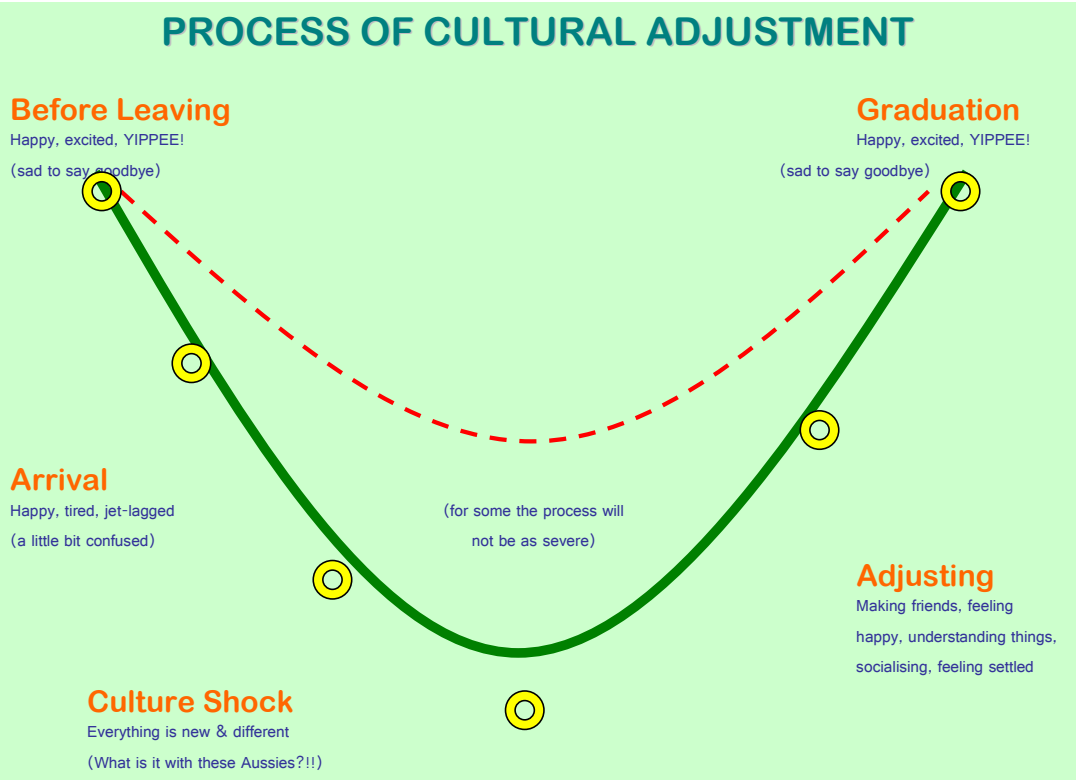 PROCESS OF CULTURAL ADJUSTMENT
Before Leaving
Happy, excited, YIPPEE!
(sad to say goodbye)
Graduation
Happy, excited, YIPPEE!
(sad to say goodbye)
Arrival
Happy, tired, jet-lagged
(a little bit confused)
(for some the process will
not be as severe)
Adjusting
Making friends, feeling
happy, understanding things,
socialising, feeling settled
Culture Shock
Everything is new & different
(What is it with these Aussies?!!)